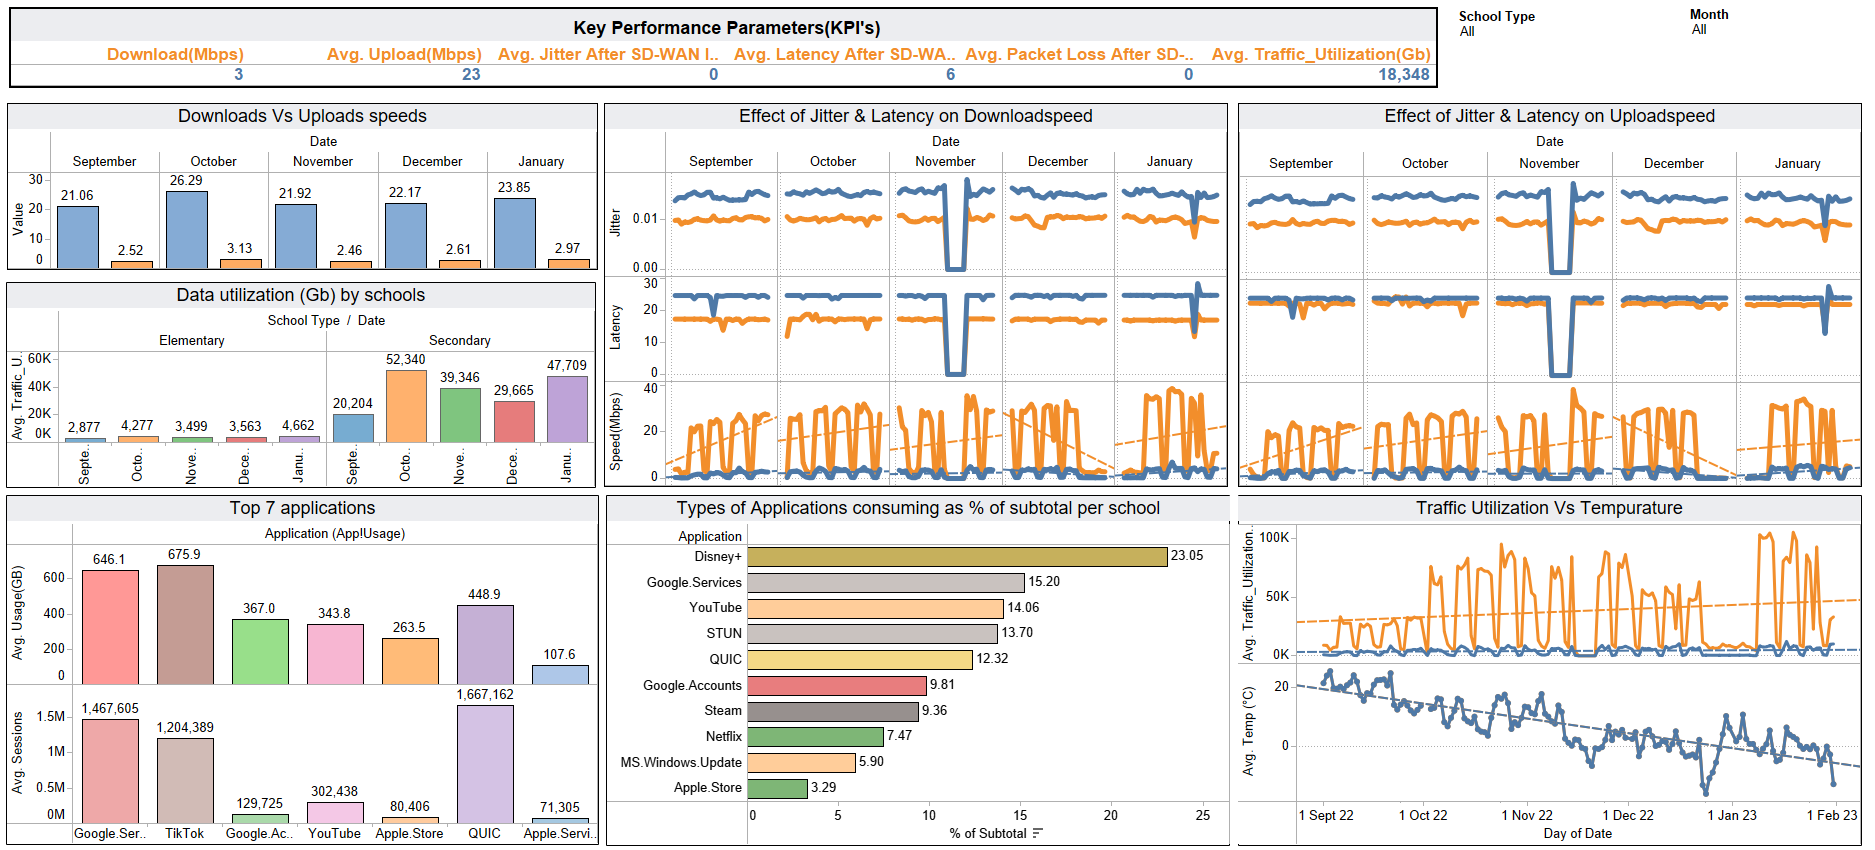 Key Performance Parameters(KPI's)
Download(Mbps) Avg. Upload(Mbps) Avg. Jitter After SD-WAN I.. Avg. Latency After SD-WA.. Avg. Packet Loss After SD-.. Avg. Traffic_Utilization(Gb)
3 23 0 6 0 18,348
School Type
All
Month
All
Downloads Vs Uploads speeds
Date
September October November December January
Value
30
20
10
0
21.06 2.52 26.29 3.13 21.92 2.46 22.17 2.61 23.85 2.97
Data utilization (Gb) by schools
School Type / Date
Elementary Secondary
Avg. Traffic_U..
60K
40K
20K
0K
2,877 4,277 3,499 3,563 4,662 20,204 52,340 39,346 29,665 47,709
Septe.. Octo.. Nove.. Dece.. Janu.. Septe.. Octo.. Nove.. Dece.. Janu..
Effect of Jitter & Latency on Downloadspeed
Date
September October November December January
Jitter
0.01
0.00
Latency
30
20
10
0
Speed(Mbps)
40
20
0
Effect of Jitter & Latency on Uploadspeed
Date
September October November December January
Top 7 applications
Application (App!Usage)
Avg. Usage(GB)
600
400
200
0
646.1 675.9 367.0 343.8 263.5 448.9 107.6
Avg. Sessions
1.5M
1M
0.5M
0M
1,467,605 1,204,389 129,725 302,438 80,406 1,667,162 71,305
Google.Ser.. TikTok Google.Ac.. YouTube Apple.Store QUIC Apple.Servi..
Types of Applications consuming as % of subtotal per school
Application
Disney+ 23.05
Google.Services 15.20
YouTube 14.06
STUN 13.70
QUIC 12.32
Google.Accounts 9.81
Steam 9.36
Netflix 7.47
MS.Windows.Update 5.90
Apple.Store 3.29
0 5 10 15 20 25
% of Subtotal
Traffic Utilization Vs Tempurature
Avg. Traffic_Utilization..
100K
50K
0K
Avg. Temp (°C)
20
0
1 Sept 22 1 Oct 22 1 Nov 22 1 Dec 22 1 Jan 23 1 Feb 23
Day of Date